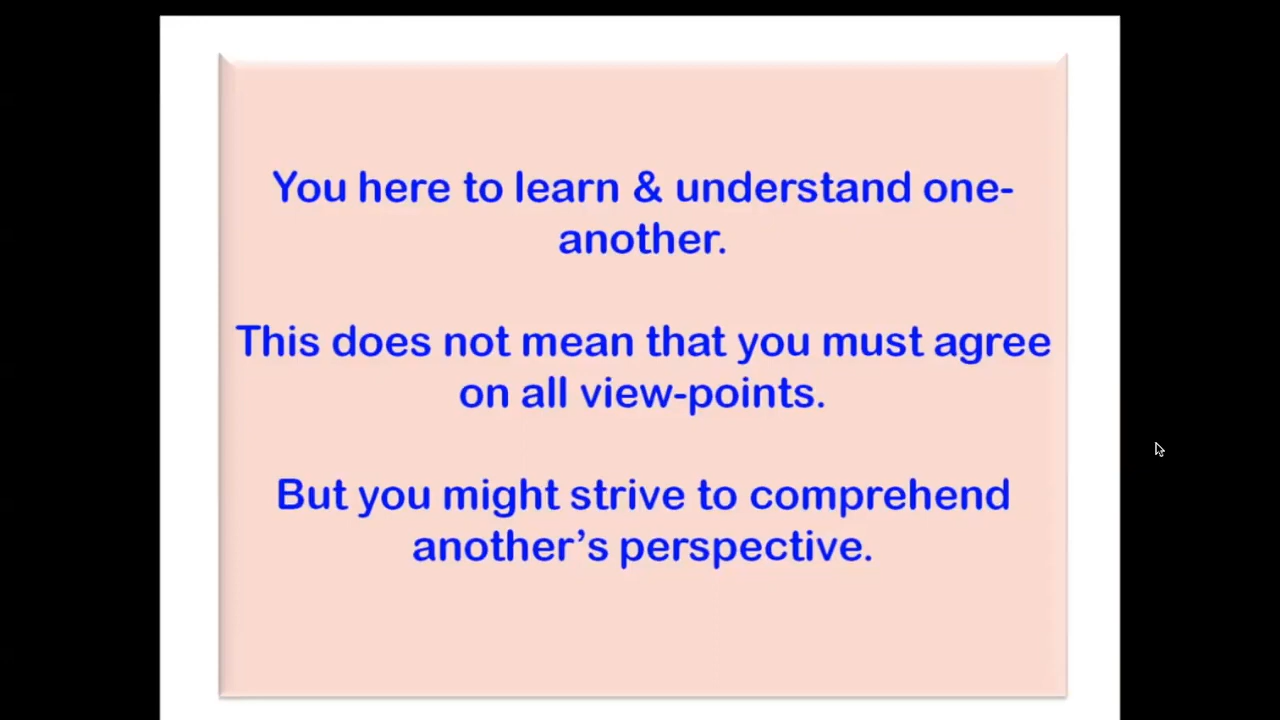 You here to learn & understand one-
another.
This does not mean that you must agree
on all view-points.
But you might strive to comprehend
another’s perspective.